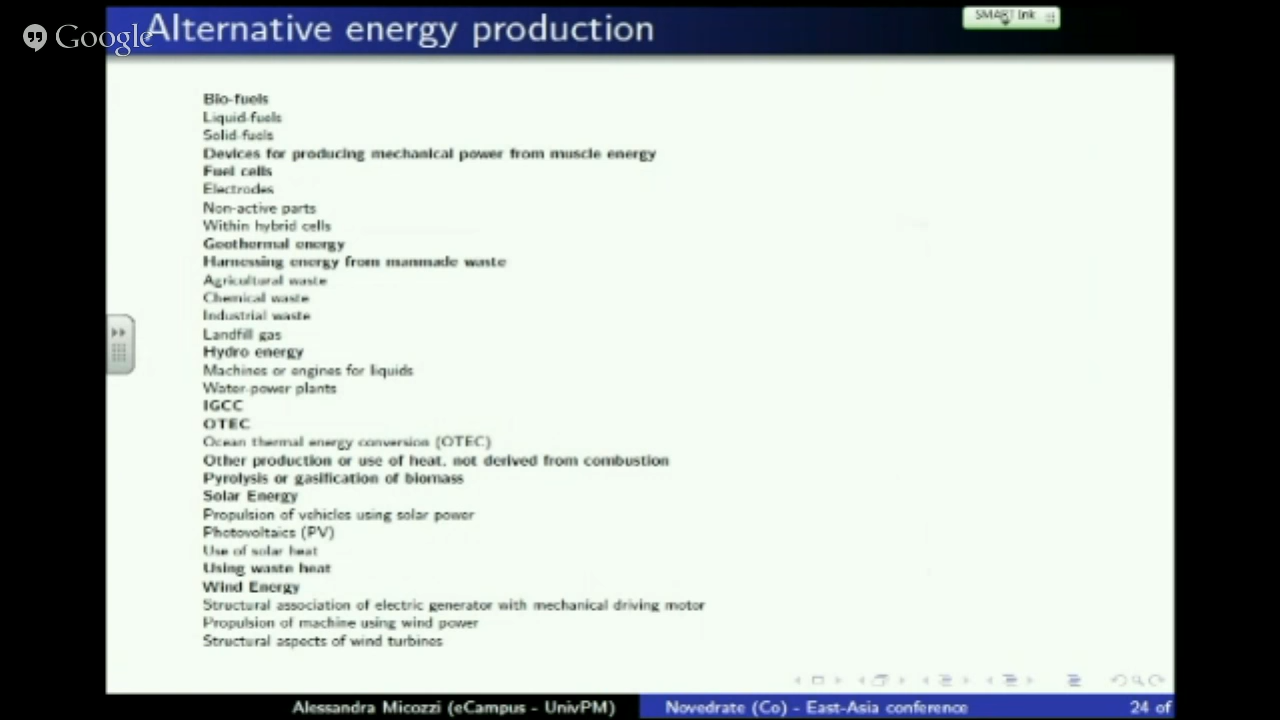 Google
Alternative energy production
SMART Ink
Bio-fuels
Liquid-fuels
Solid-fuels
Devices for producing mechanical power from muscle energy
Fuel cells
Electrodes
Non-active parts
Within hybrid cells
Geothermal energy
Harnessing energy from manmade waste
Agricultural waste
Chemical waste
Industrial waste
Landfill gas
Hydro energy
Machines or engines for liquids
Water-power plants
IGCC
OTEC
Ocean thermal energy conversion (OTEC)
Other production or use of heat, not derived from combustion
Pyrolysis or gasification of biomass
Solar Energy
Propulsion of vehicles using solar power
Photovoltaics (PV)
Use of solar heat
Using waste heat
Wind Energy
Structural association of electric generator with mechanical driving motor
Propulsion of machine using wind power
Structural aspects of wind turbines
Alessandra Micozzi (eCampus - UnivPM)
Novedrate (Co) - East-Asia conference
24 of